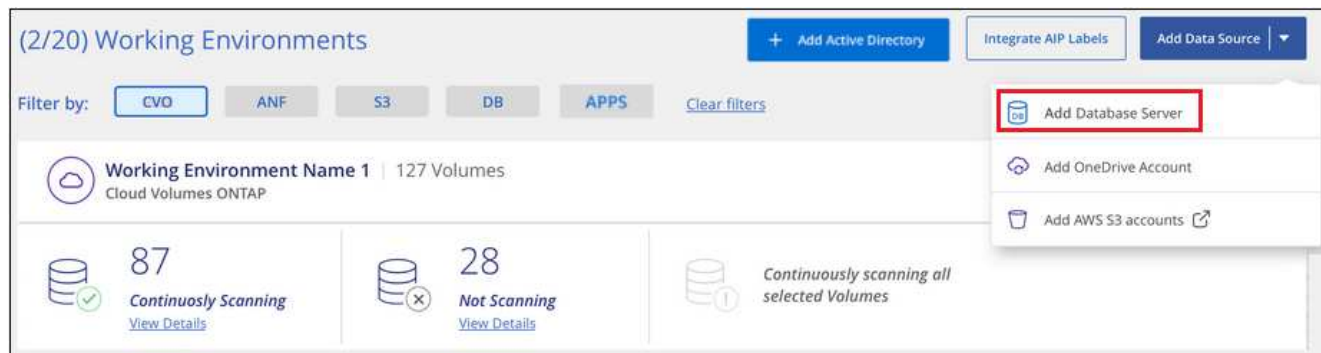 (2/20) Working Environments
+ Add Active Directory
Integrate AIP Labels
Add Data Source
Filter by:
CVO
ANF
S3
DB
APPS
Clear filters
DB
Add Database Server
Add OneDrive Account
Add AWS S3 accounts
Working Environment Name 1 | 127 Volumes
Cloud Volumes ONTAP
87
Continuosly Scanning
View Details
28
Not Scanning
View Details
Continuously scanning all
selected Volumes